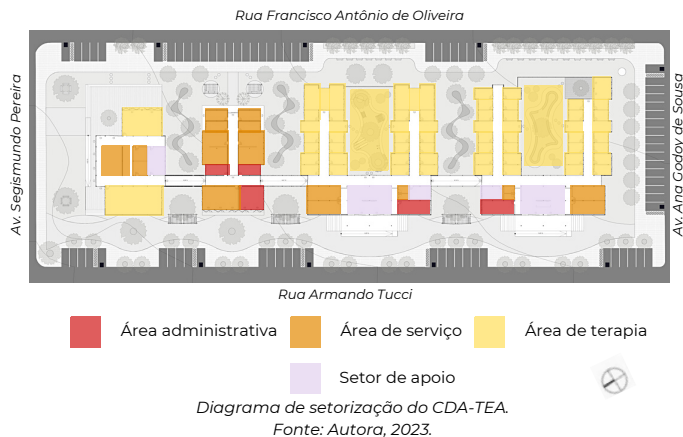 Rua Francisco Antônio de Oliveira
Av. Segismundo Pereira
Av. Ana Godoy de Sousa
Rua Armando Tucci
Área administrativa
Área de serviço
Área de terapia
Setor de apoio
Diagrama de setorização do CDA-TEA.
Fonte: Autora, 2023.